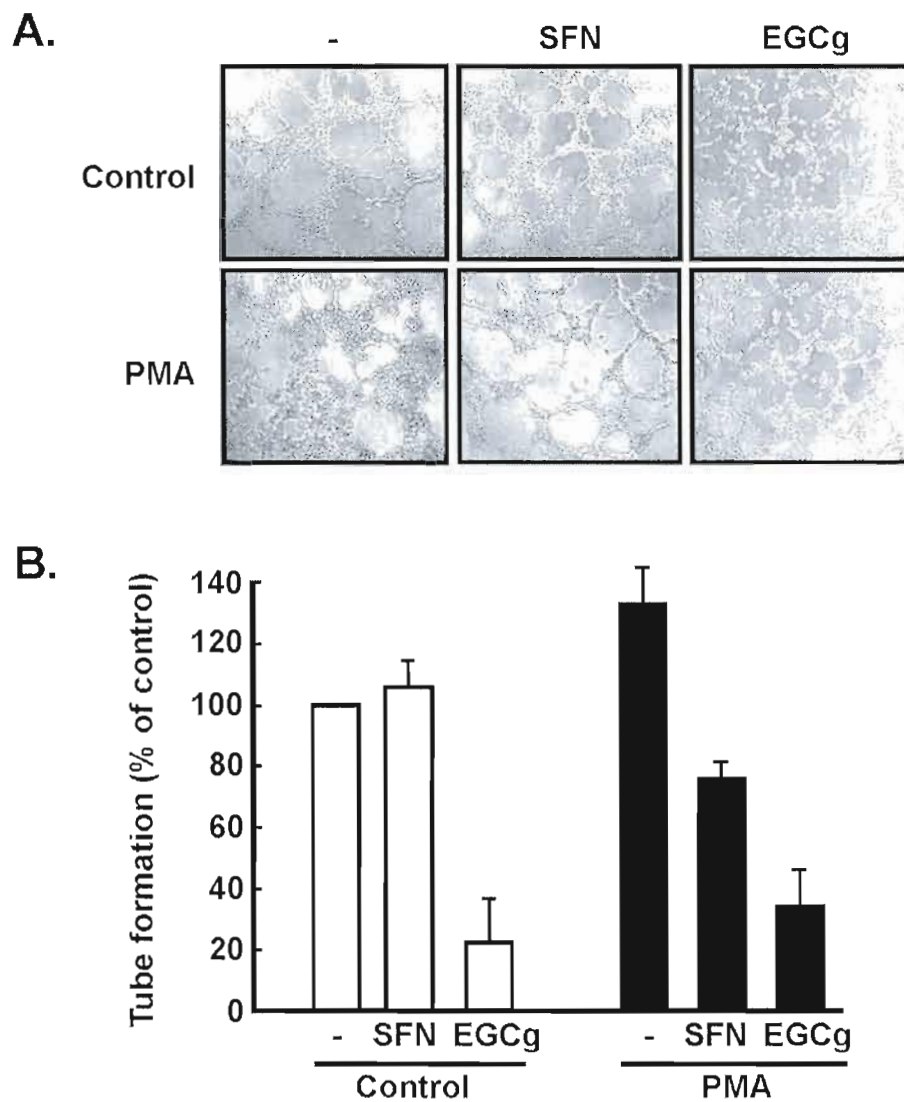 A.
- SFN EGCg
Control
PMA
B.
Tube formation (% of control)
140
120
100
80
60
40
20
0
- SFN EGCg - SFN EGCg
Control PMA